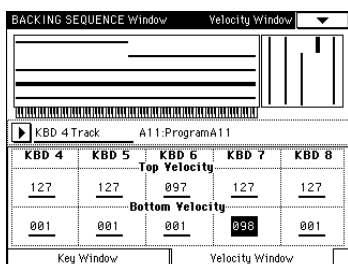 BACKING SEQUENCE Window Velocity Window
KBD 4 Track A11:ProgramA11
KBD 4 KBD 5 KBD 6 KBD 7 KBD 8
Top Velocity
127 127 097 127 127
Bottom Velocity
001 001 001 098 001
Key Window Velocity Window